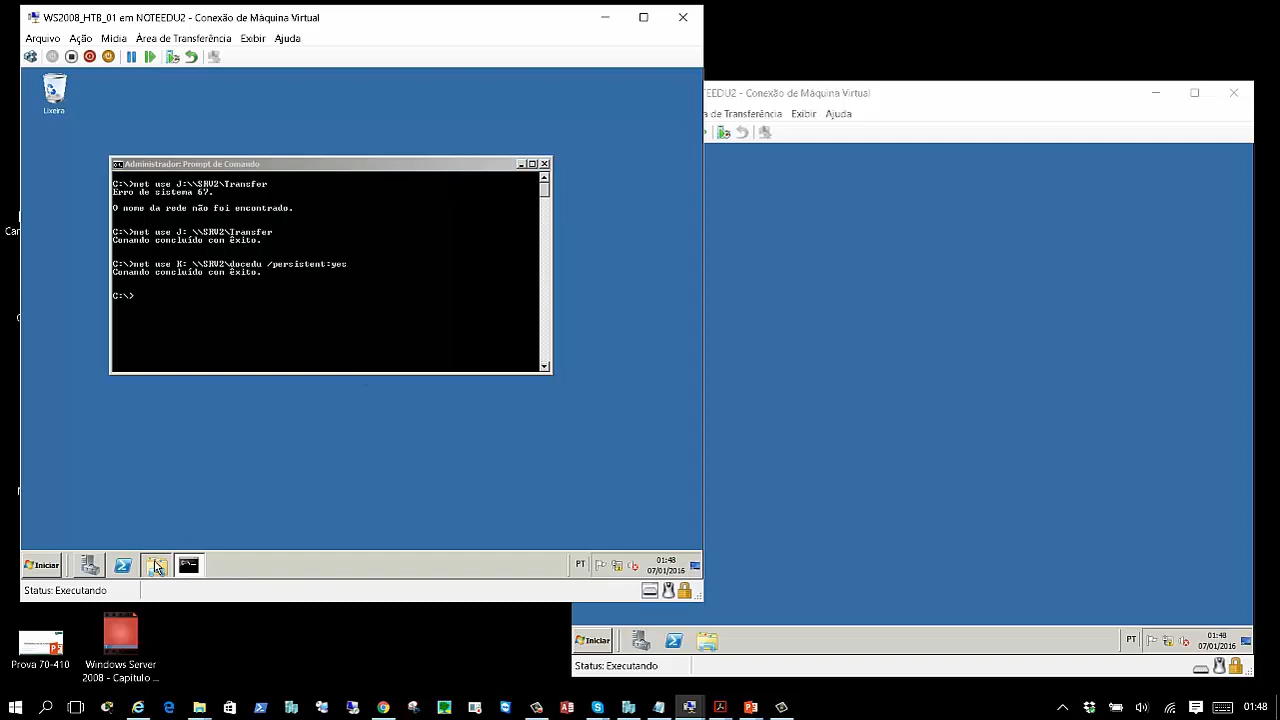 WS2008_HTB_01 em NOTEEDU2 - Conexão de Máquina Virtual
Arquivo Ação Mídia Área de Transferência Exibir Ajuda
Lixeira
Administrador: Prompt de Comando
C:\>net use J:\\SRV2\Transfer
Erro de sistema 67.
O nome da rede não foi encontrado.
C:\>net use J: \\SRV2\Transfer
Comando concluído com êxito.
C:\>net use K: \\SRV2\docedu /persistent:yes
Comando concluído com êxito.
C:\>
Iniciar
PT
01:48
07/01/2016
Status: Executando
TEEDU2 - Conexão de Máquina Virtual
a de Transferência Exibir Ajuda
Iniciar
PT
01:48
07/01/2016
Status: Executando
Prova 70-410
Windows Server
2008 - Capitulo ...
01:48